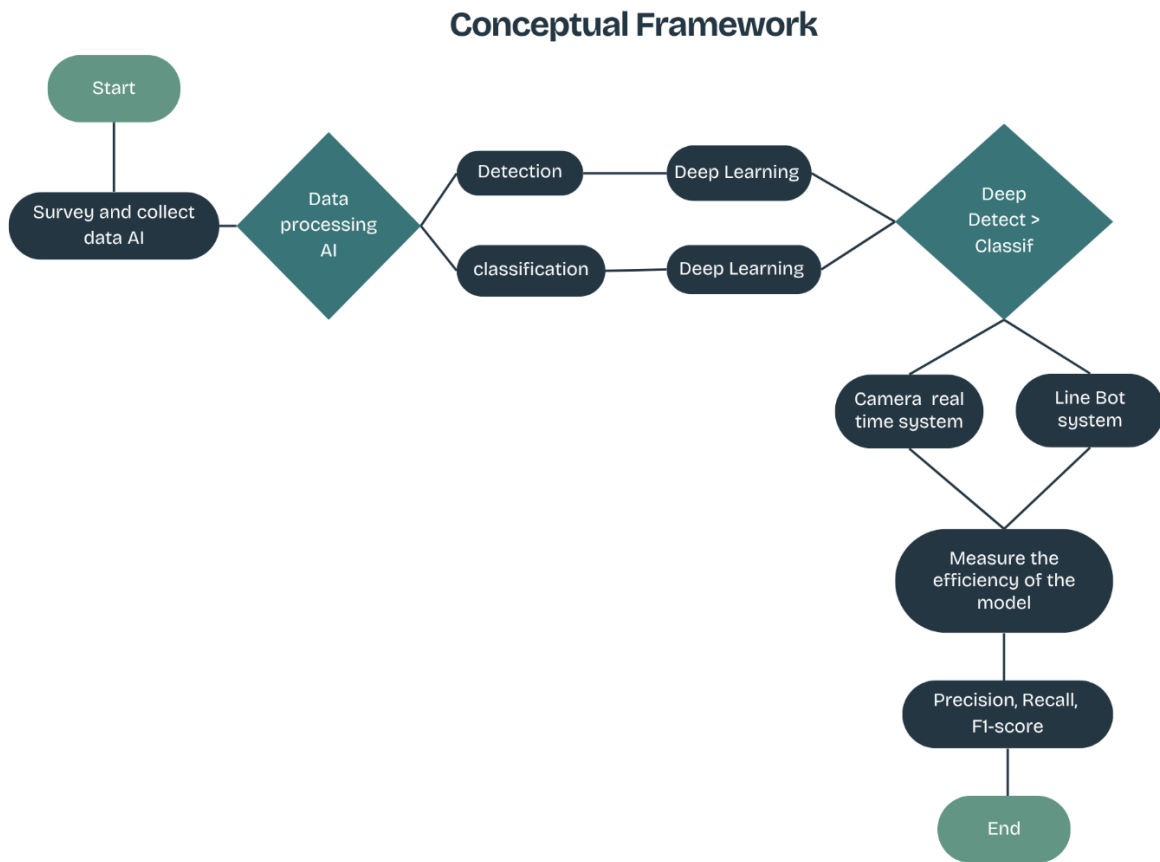 Conceptual Framework
Start
Survey and collect
data AI
Data
processing
AI
Detection
Deep Learning
classification
Deep Learning
Deep
Detect >
Classif
Camera real
time system
Line Bot
system
Measure the
efficiency of the
model
Precision, Recall,
F1-score
End